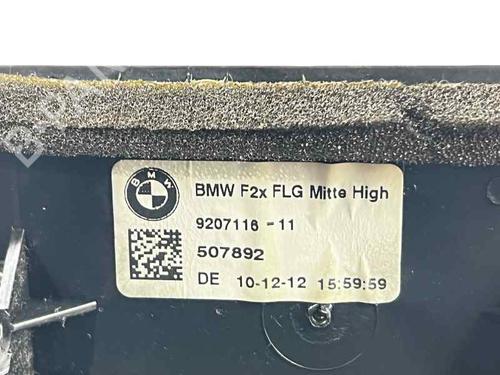 BMW
BMW F2x FLG Mitte High
9207116 - 11
507892
DE 10-12-12 15:59:59